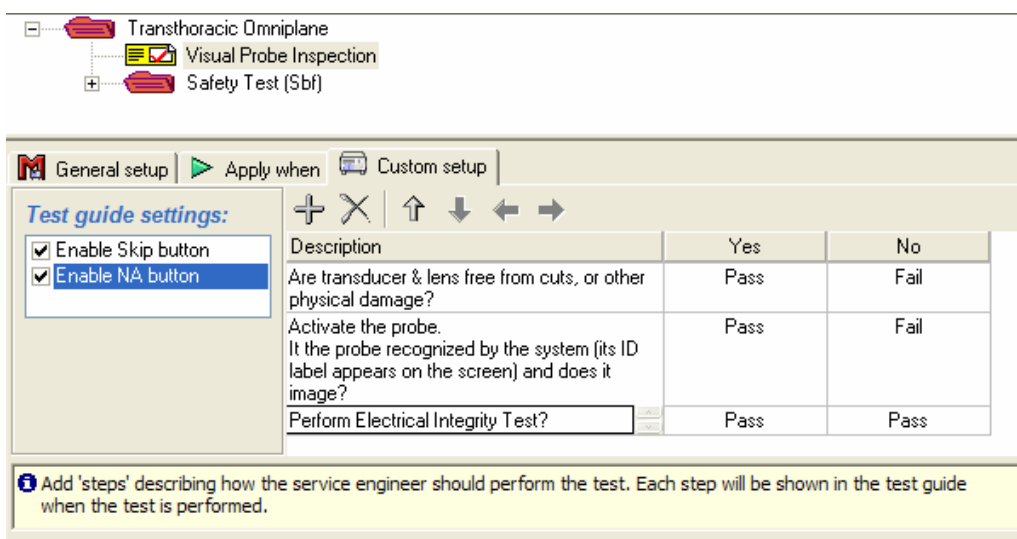 Transthoracic Omniplane
Visual Probe Inspection
Safety Test (Sbf)
General setup
Apply when
Custom setup
Test guide settings:
Enable Skip button
Enable NA button
Description Yes No
Are transducer & lens free from cuts, or other Pass Fail
physical damage?
Activate the probe. Pass Fail
It the probe recognized by the system (its ID
label appears on the screen) and does it
image?
Perform Electrical Integrity Test? Pass Pass
Add 'steps' describing how the service engineer should perform the test. Each step will be shown in the test guide
when the test is performed.